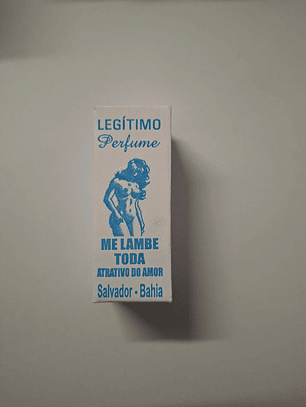 LEGÍTIMO
Perfume
ME LAMBE
TODA
ATRATIVO DO AMOR
Salvador - Bahia